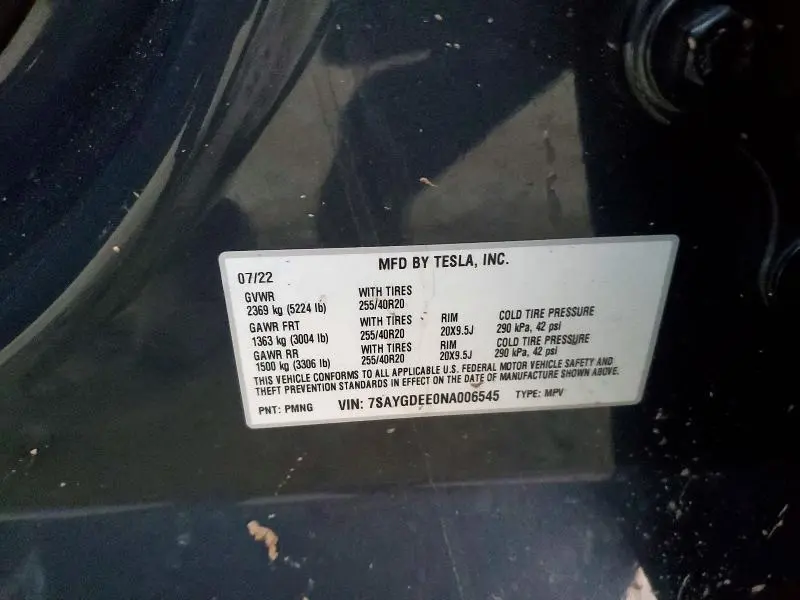 MFD BY TESLA, INC.
07/22
GVWR WITH TIRES
2369 kg (5224 lb) 255/40R20
GAWR FRT WITH TIRES RIM COLD TIRE PRESSURE
1363 kg (3004 lb) 255/40R20 20X9.5J 290 kPa, 42 psi
GAWR RR WITH TIRES RIM COLD TIRE PRESSURE
1500 kg (3306 lb) 255/40R20 20X9.5J 290 kPa, 42 psi
THIS VEHICLE CONFORMS TO ALL APPLICABLE U.S. FEDERAL MOTOR VEHICLE SAFETY AND
THEFT PREVENTION STANDARDS IN EFFECT ON THE DATE OF MANUFACTURE SHOWN ABOVE.
PNT: PMNG VIN: 7SAYGDEE0NA006545 TYPE: MPV